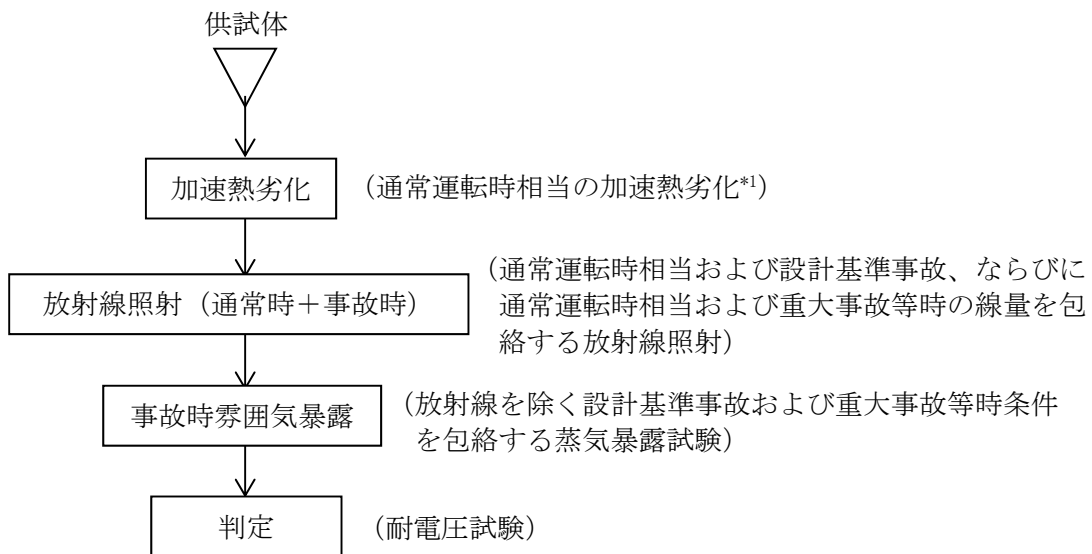 供試体
加速熱劣化
（通常運転時相当の加速熱劣化*1）
放射線照射（通常時＋事故時）
（通常運転時相当および設計基準事故、ならびに
通常運転時相当および重大事故等時の線量を包
絡する放射線照射）
事故時雰囲気暴露
（放射線を除く設計基準事故および重大事故等時条件
を包絡する蒸気暴露試験）
判定
（耐電圧試験）